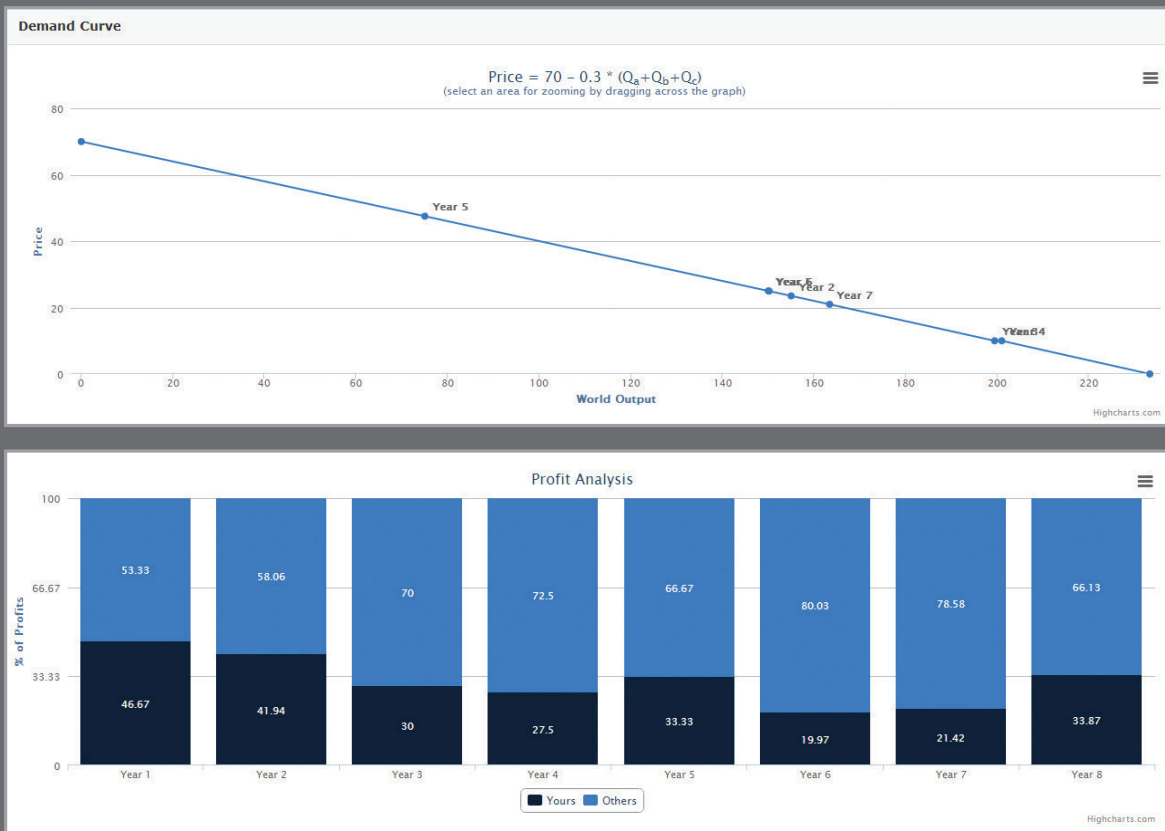 Demand Curve
Price = 70 – 0.3 * (Qa+Qb+Qc)
(select an area for zooming by dragging across the graph)
80
60
40
20
0
Price
Year 5
Year 2
Year 7
0
20
40
60
80
100
120
140
160
180
200
220
World Output
Highcharts.com
Profit Analysis
100
66.67
33.33
0
% of Profits
53.33
58.06
70
72.5
66.67
80.03
78.58
66.13
46.67
41.94
30
27.5
33.33
19.97
21.42
33.87
Year 1
Year 2
Year 3
Year 4
Year 5
Year 6
Year 7
Year 8
Yours
Others
Highcharts.com